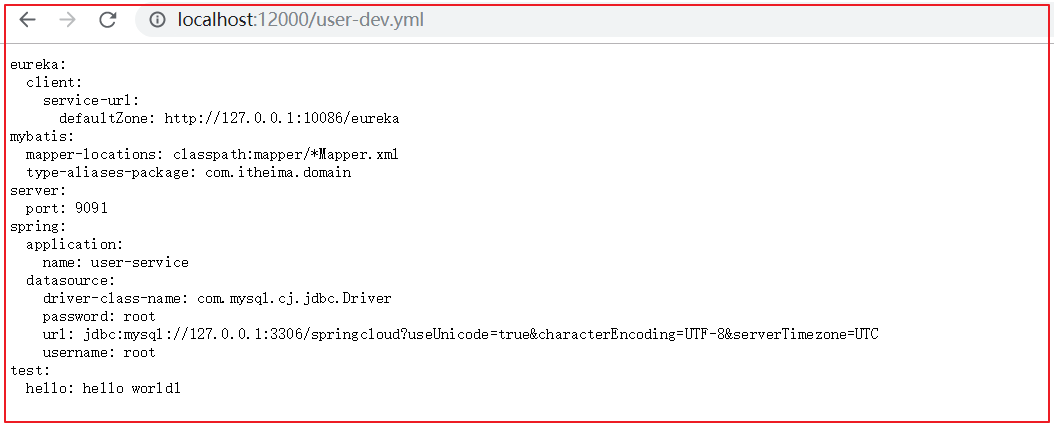 localhost:12000/user-dev.yml
eureka:
  client:
    service-url:
      defaultZone: http://127.0.0.1:10086/eureka
mybatis:
  mapper-locations: classpath:mapper/*Mapper.xml
  type-aliases-package: com.itheima.domain
server:
  port: 9091
spring:
  application:
    name: user-service
  datasource:
    driver-class-name: com.mysql.cj.jdbc.Driver
    password: root
    url: jdbc:mysql://127.0.0.1:3306/springcloud?useUnicode=true&characterEncoding=UTF-8&serverTimezone=UTC
    username: root
test:
  hello: hello world1